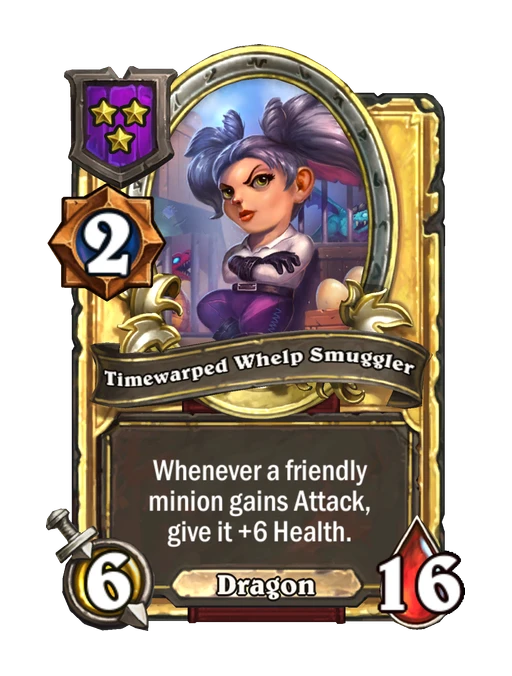 2
Timewarped Whelp Smuggler
Whenever a friendly
minion gains Attack,
give it +6 Health.
6
Dragon
16